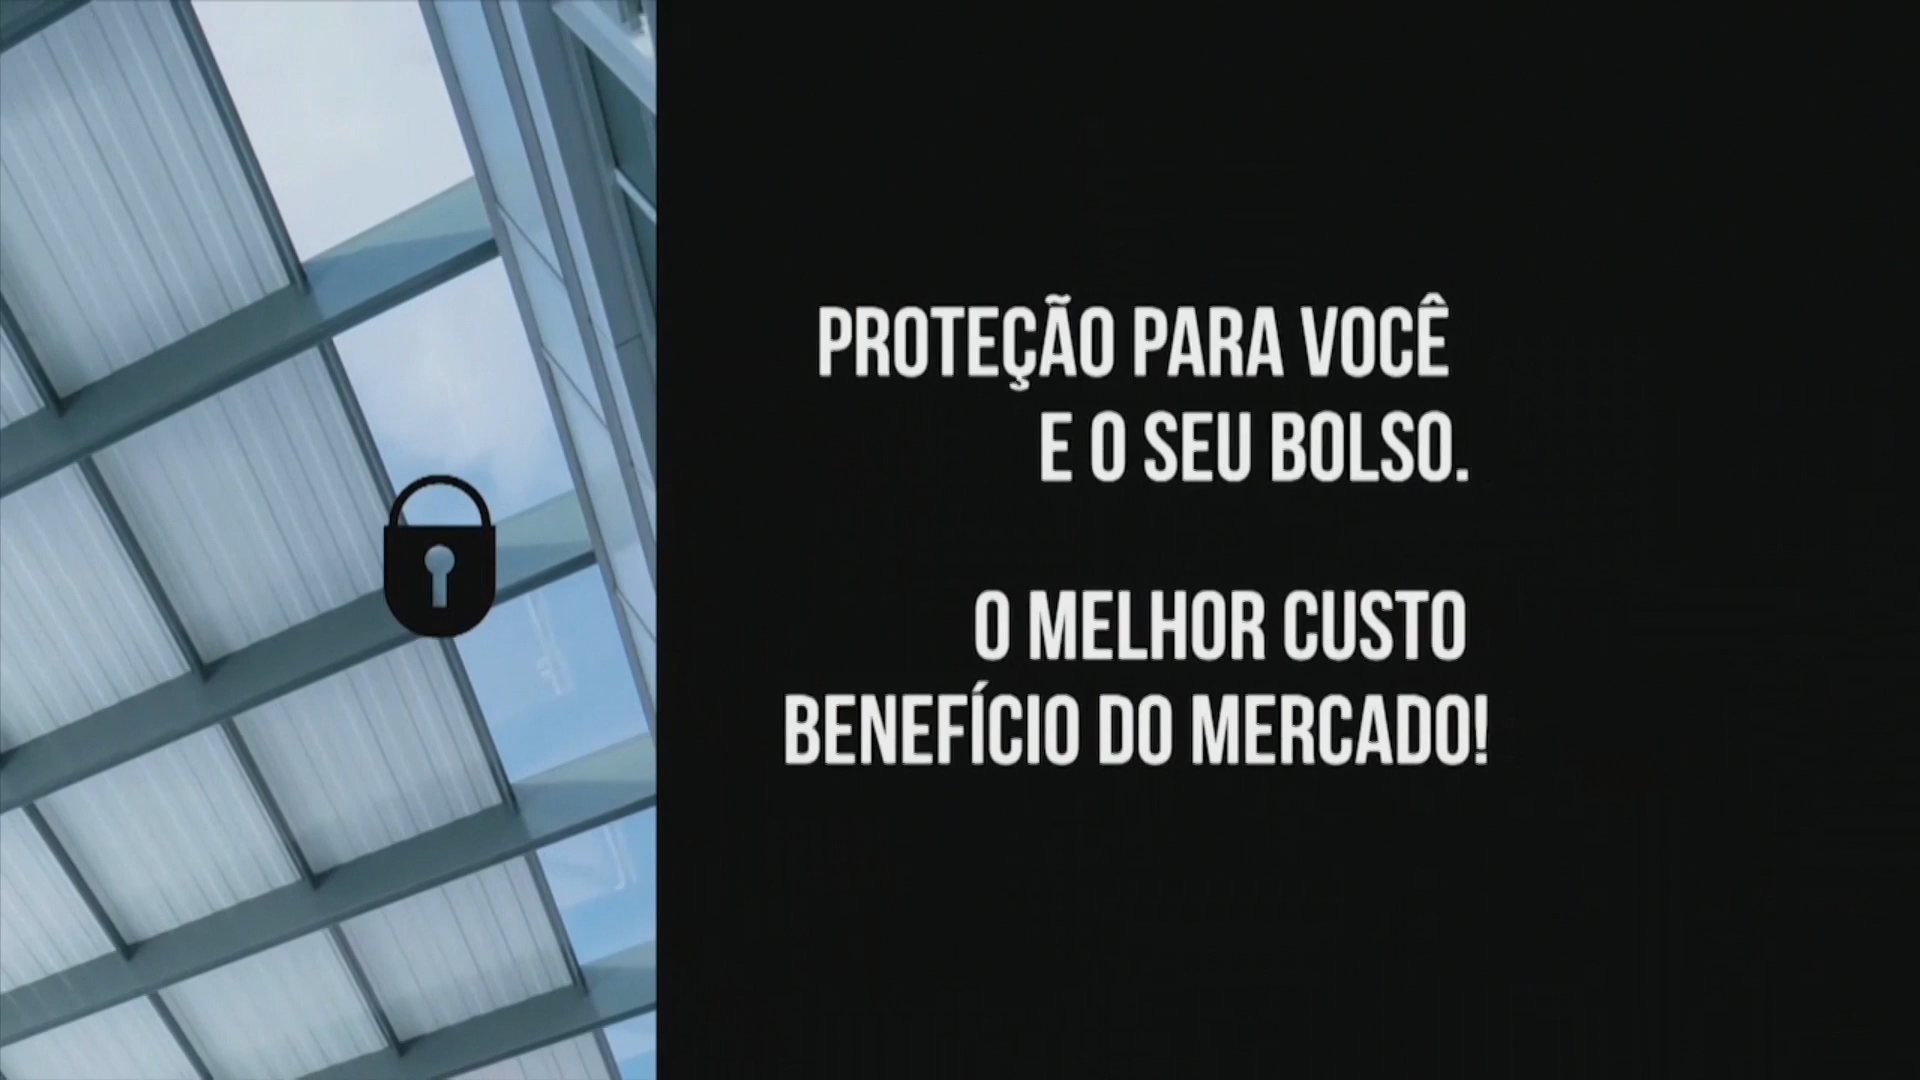 PROTEÇÃO PARA VOCÊ
E O SEU BOLSO.
O MELHOR CUSTO
BENEFÍCIO DO MERCADO!